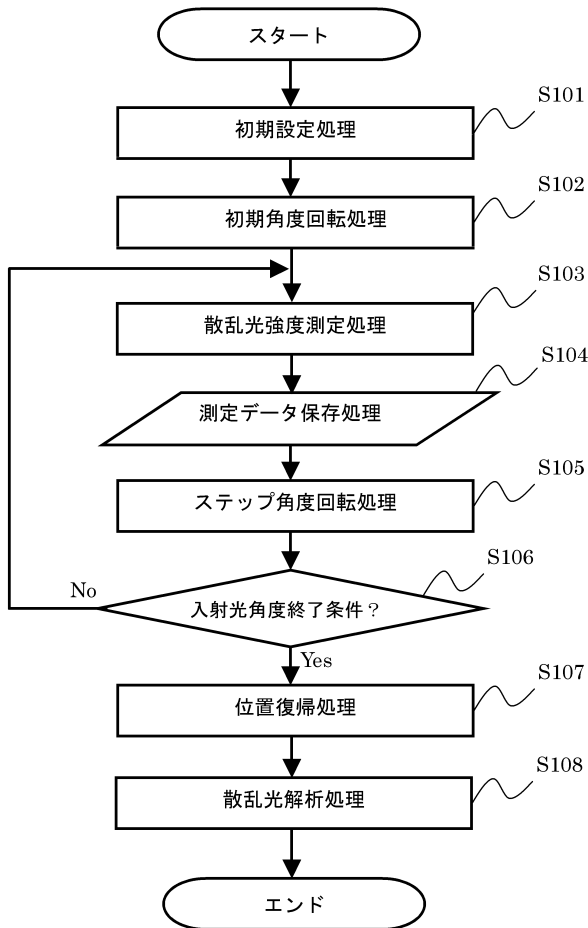 スタート
S101
初期設定処理
S102
初期角度回転処理
S103
散乱光強度測定処理
S104
測定データ保存処理
S105
ステップ角度回転処理
S106
No
入射光角度終了条件？
Yes
S107
位置復帰処理
S108
散乱光解析処理
エンド